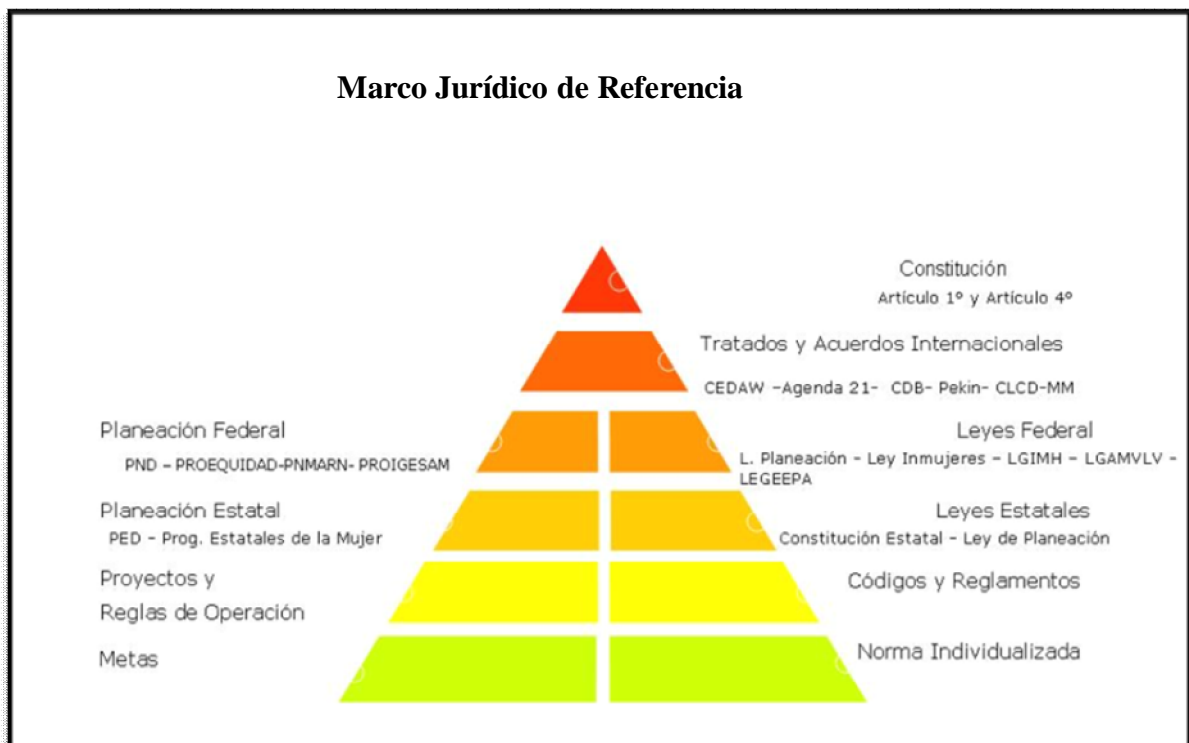 Marco Jurídico de Referencia
Constitución
Artículo 1º y Artículo 4º
Tratados y Acuerdos Internacionales
CEDAW –Agenda 21- CDB- Pekin- CLCD-MM
Planeación Federal
PND – PROEQUIDAD-PNMARN- PROIGESAM
Leyes Federal
L. Planeación – Ley Inmujeres – LGIMH – LGAMVLV -
LEGEEPA
Planeación Estatal
PED – Prog. Estatales de la Mujer
Leyes Estatales
Constitución Estatal – Ley de Planeación
Proyectos y
Reglas de Operación
Códigos y Reglamentos
Metas
Norma Individualizada